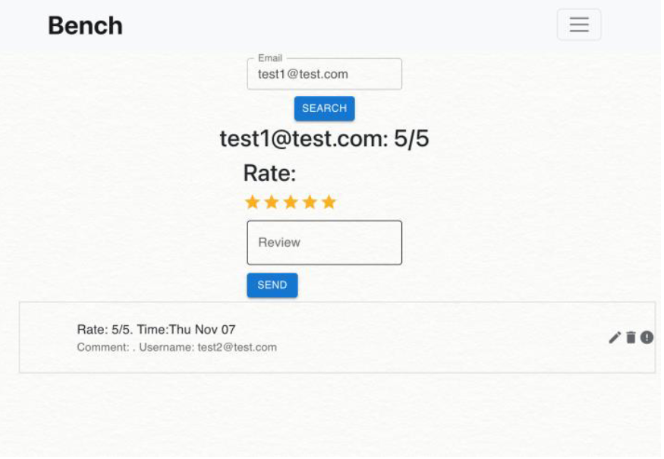 Bench
Email
test1@test.com
SEARCH
test1@test.com: 5/5
Rate:
Review
SEND
Rate: 5/5. Time:Thu Nov 07
Comment: . Username: test2@test.com